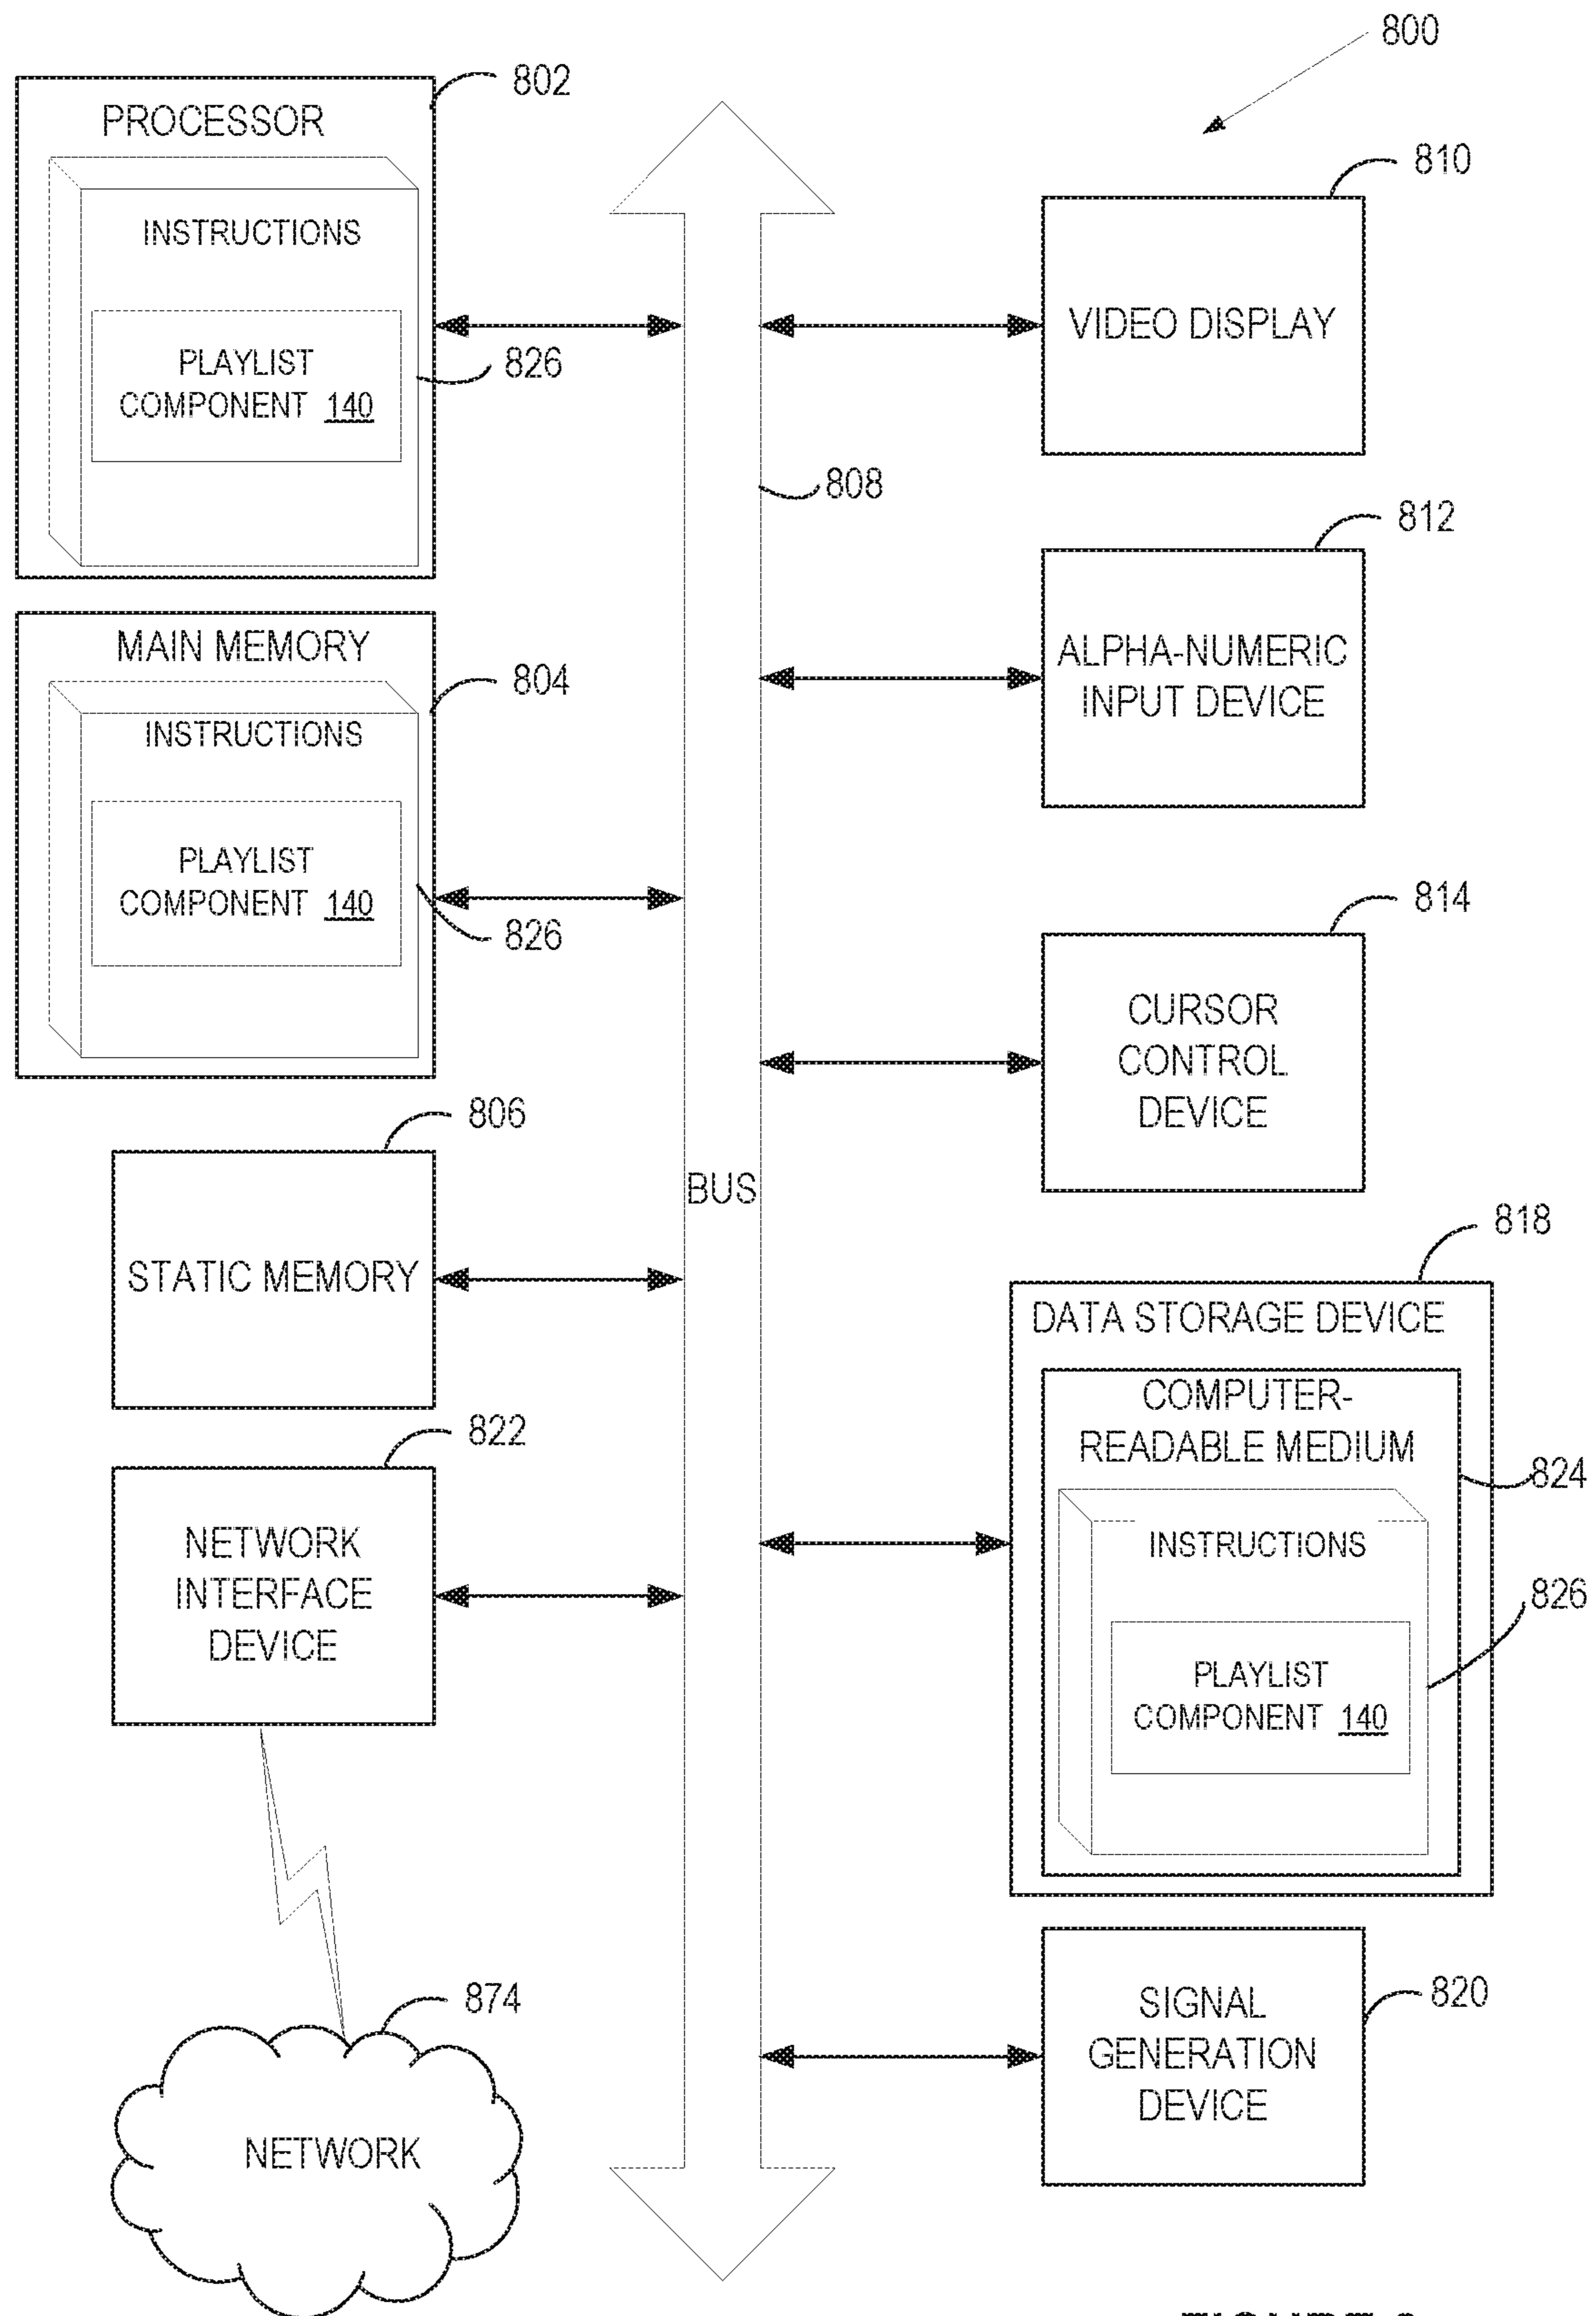 800
802
PROCESSOR
INSTRUCTIONS
PLAYLIST
COMPONENT 140
826
MAIN MEMORY
804
INSTRUCTIONS
PLAYLIST
COMPONENT 140
826
806
STATIC MEMORY
822
NETWORK
INTERFACE
DEVICE
874
NETWORK
808
BUS
810
VIDEO DISPLAY
812
ALPHA-NUMERIC
INPUT DEVICE
814
CURSOR
CONTROL
DEVICE
818
DATA STORAGE DEVICE
COMPUTER-
READABLE MEDIUM
824
INSTRUCTIONS
826
PLAYLIST
COMPONENT 140
820
SIGNAL
GENERATION
DEVICE